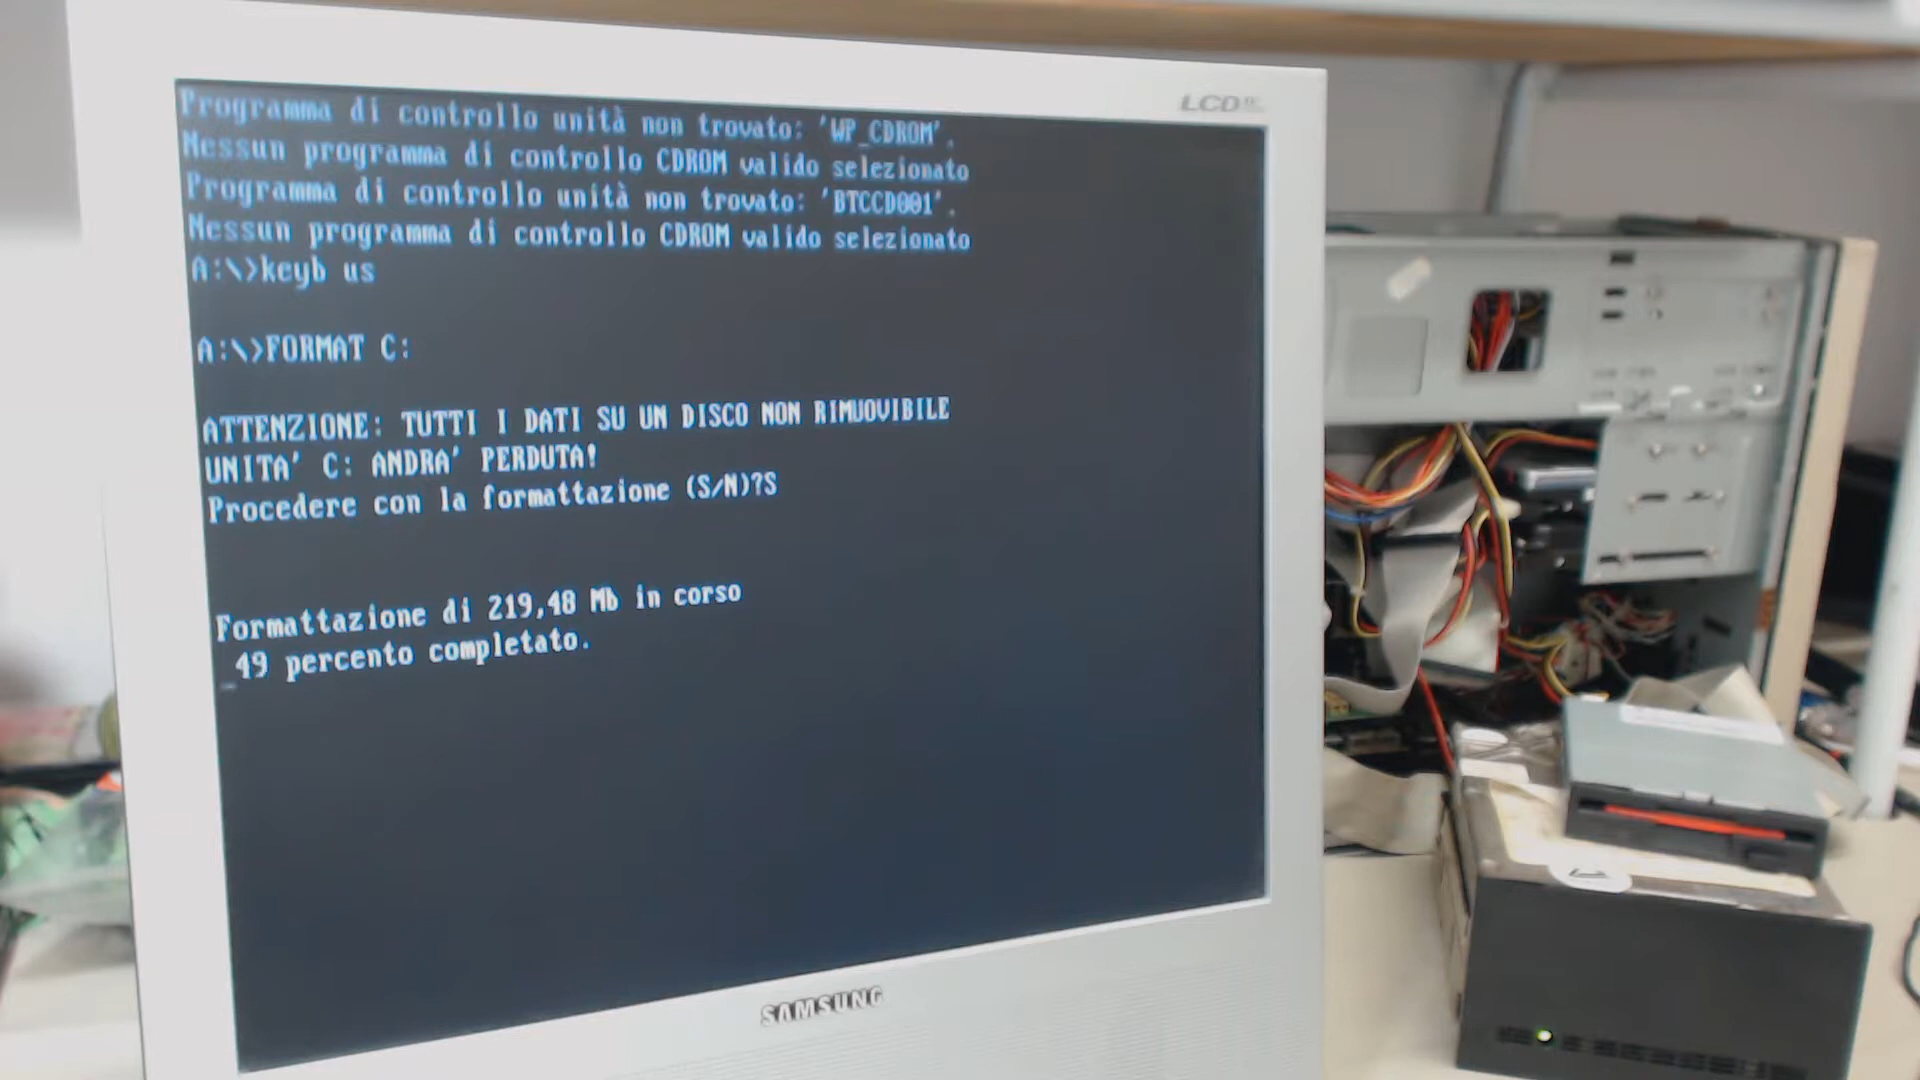 LCD
Programma di controllo unità non trovato: 'WP_CDROM'.
Nessun programma di controllo CDROM valido selezionato
Programma di controllo unità non trovato: 'BTCCD001'.
Nessun programma di controllo CDROM valido selezionato
A:\>keyb us
A:\>FORMAT C:
ATTENZIONE: TUTTI I DATI SU UN DISCO NON RIMUOVIBILE
UNITA' C: ANDRA' PERDUTA!
Procedere con la formattazione (S/N)?S
Formattazione di 219,48 Mb in corso
49 percento completato.
SAMSUNG